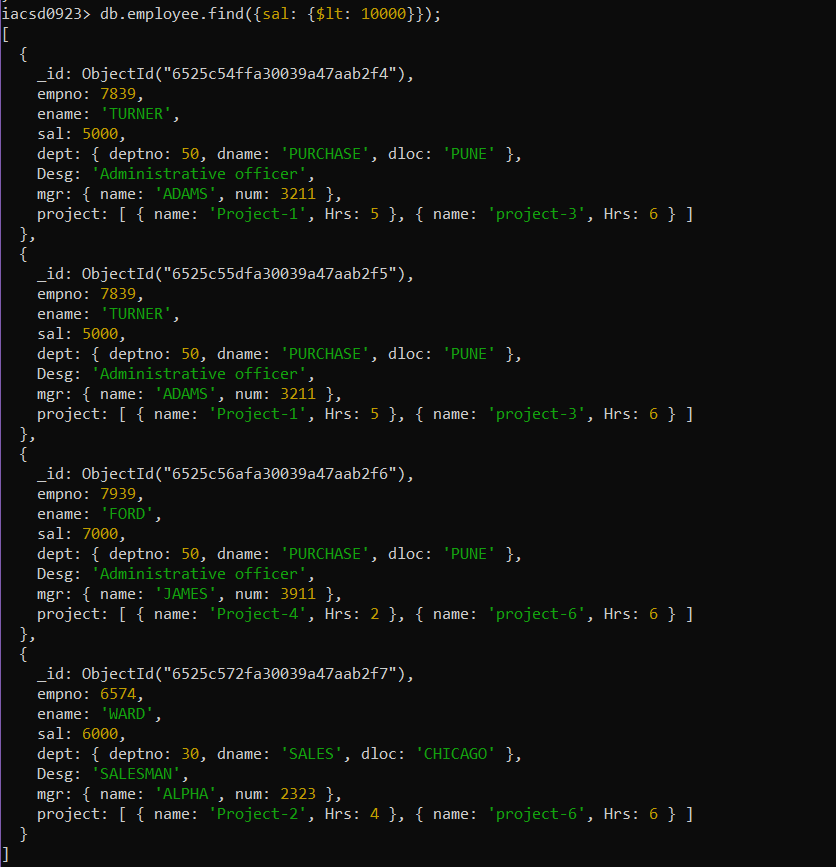 iacsd0923> db.employee.find({sal: {$lt: 10000}});
[
  {
    _id: ObjectId("6525c54ffa30039a47aab2f4"),
    empno: 7839,
    ename: 'TURNER',
    sal: 5000,
    dept: { deptno: 50, dname: 'PURCHASE', dloc: 'PUNE' },
    Desg: 'Administrative officer',
    mgr: { name: 'ADAMS', num: 3211 },
    project: [ { name: 'Project-1', Hrs: 5 }, { name: 'project-3', Hrs: 6 } ]
  },
  {
    _id: ObjectId("6525c55dfa30039a47aab2f5"),
    empno: 7839,
    ename: 'TURNER',
    sal: 5000,
    dept: { deptno: 50, dname: 'PURCHASE', dloc: 'PUNE' },
    Desg: 'Administrative officer',
    mgr: { name: 'ADAMS', num: 3211 },
    project: [ { name: 'Project-1', Hrs: 5 }, { name: 'project-3', Hrs: 6 } ]
  },
  {
    _id: ObjectId("6525c56afa30039a47aab2f6"),
    empno: 7939,
    ename: 'FORD',
    sal: 7000,
    dept: { deptno: 50, dname: 'PURCHASE', dloc: 'PUNE' },
    Desg: 'Administrative officer',
    mgr: { name: 'JAMES', num: 3911 },
    project: [ { name: 'Project-4', Hrs: 2 }, { name: 'project-6', Hrs: 6 } ]
  },
  {
    _id: ObjectId("6525c572fa30039a47aab2f7"),
    empno: 6574,
    ename: 'WARD',
    sal: 6000,
    dept: { deptno: 30, dname: 'SALES', dloc: 'CHICAGO' },
    Desg: 'SALESMAN',
    mgr: { name: 'ALPHA', num: 2323 },
    project: [ { name: 'Project-2', Hrs: 4 }, { name: 'project-6', Hrs: 6 } ]
  }
]